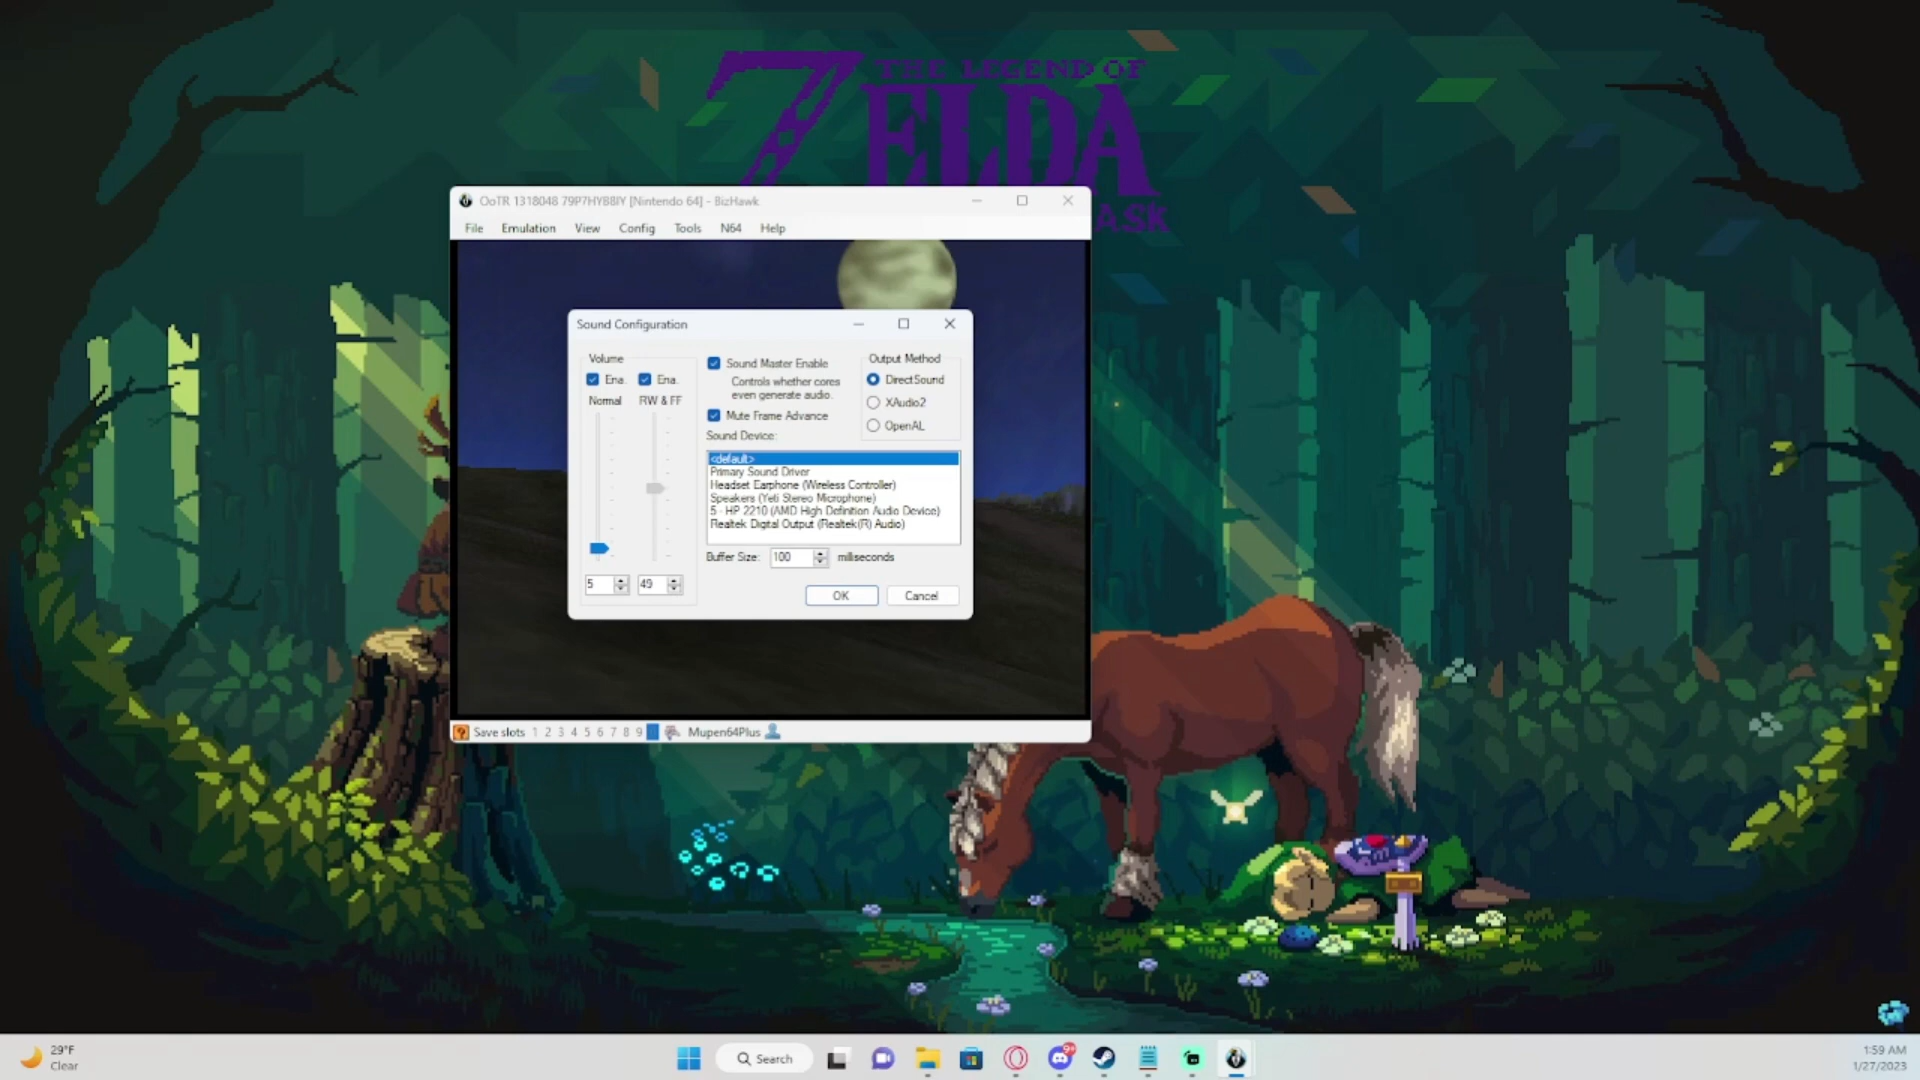 THE LEGEND OF
ZELDA
ASK
OoTR 1318048 79P7HYB8IY [Nintendo 64] - BizHawk
File Emulation View Config Tools N64 Help
Sound Configuration
Volume
Ena. Ena.
Normal RW & FF
5 49
Sound Master Enable
Controls whether cores
even generate audio.
Mute Frame Advance
Output Method
DirectSound
XAudio2
OpenAL
Sound Device:
<default>
Primary Sound Driver
Headset Earphone (Wireless Controller)
Speakers (Yeti Stereo Microphone)
5 - HP 2210 (AMD High Definition Audio Device)
Realtek Digital Output (Realtek(R) Audio)
Buffer Size: 100 milliseconds
OK Cancel
Save slots 1 2 3 4 5 6 7 8 9 Mupen64Plus
29°F
Clear
Search
9+
1:59 AM
1/27/2023